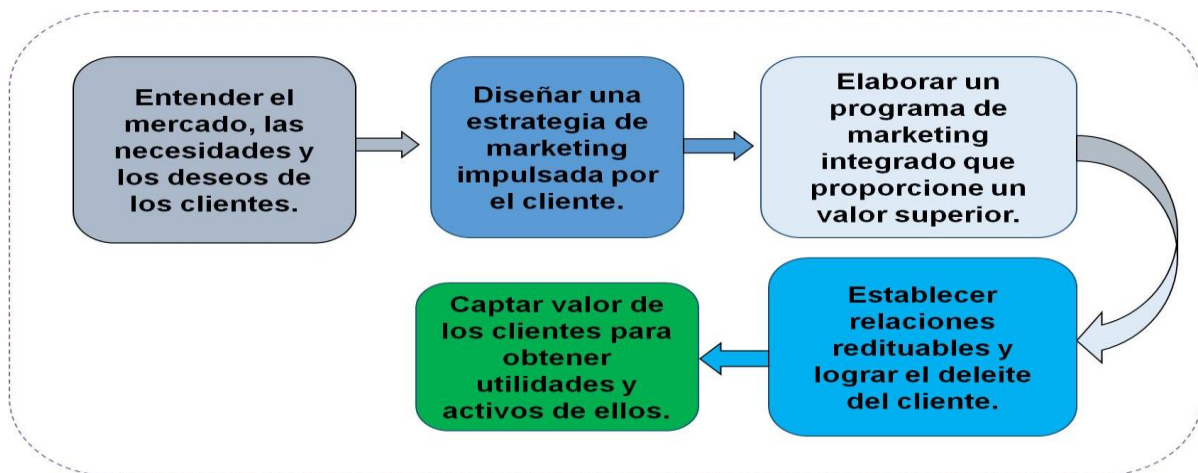 Entender el
mercado, las
necesidades y
los deseos de
los clientes.
Diseñar una
estrategia de
marketing
impulsada por
el cliente.
Elaborar un
programa de
marketing
integrado que
proporcione un
valor superior.
Establecer
relaciones
redituables y
lograr el deleite
del cliente.
Captar valor de
los clientes para
obtener
utilidades y
activos de ellos.